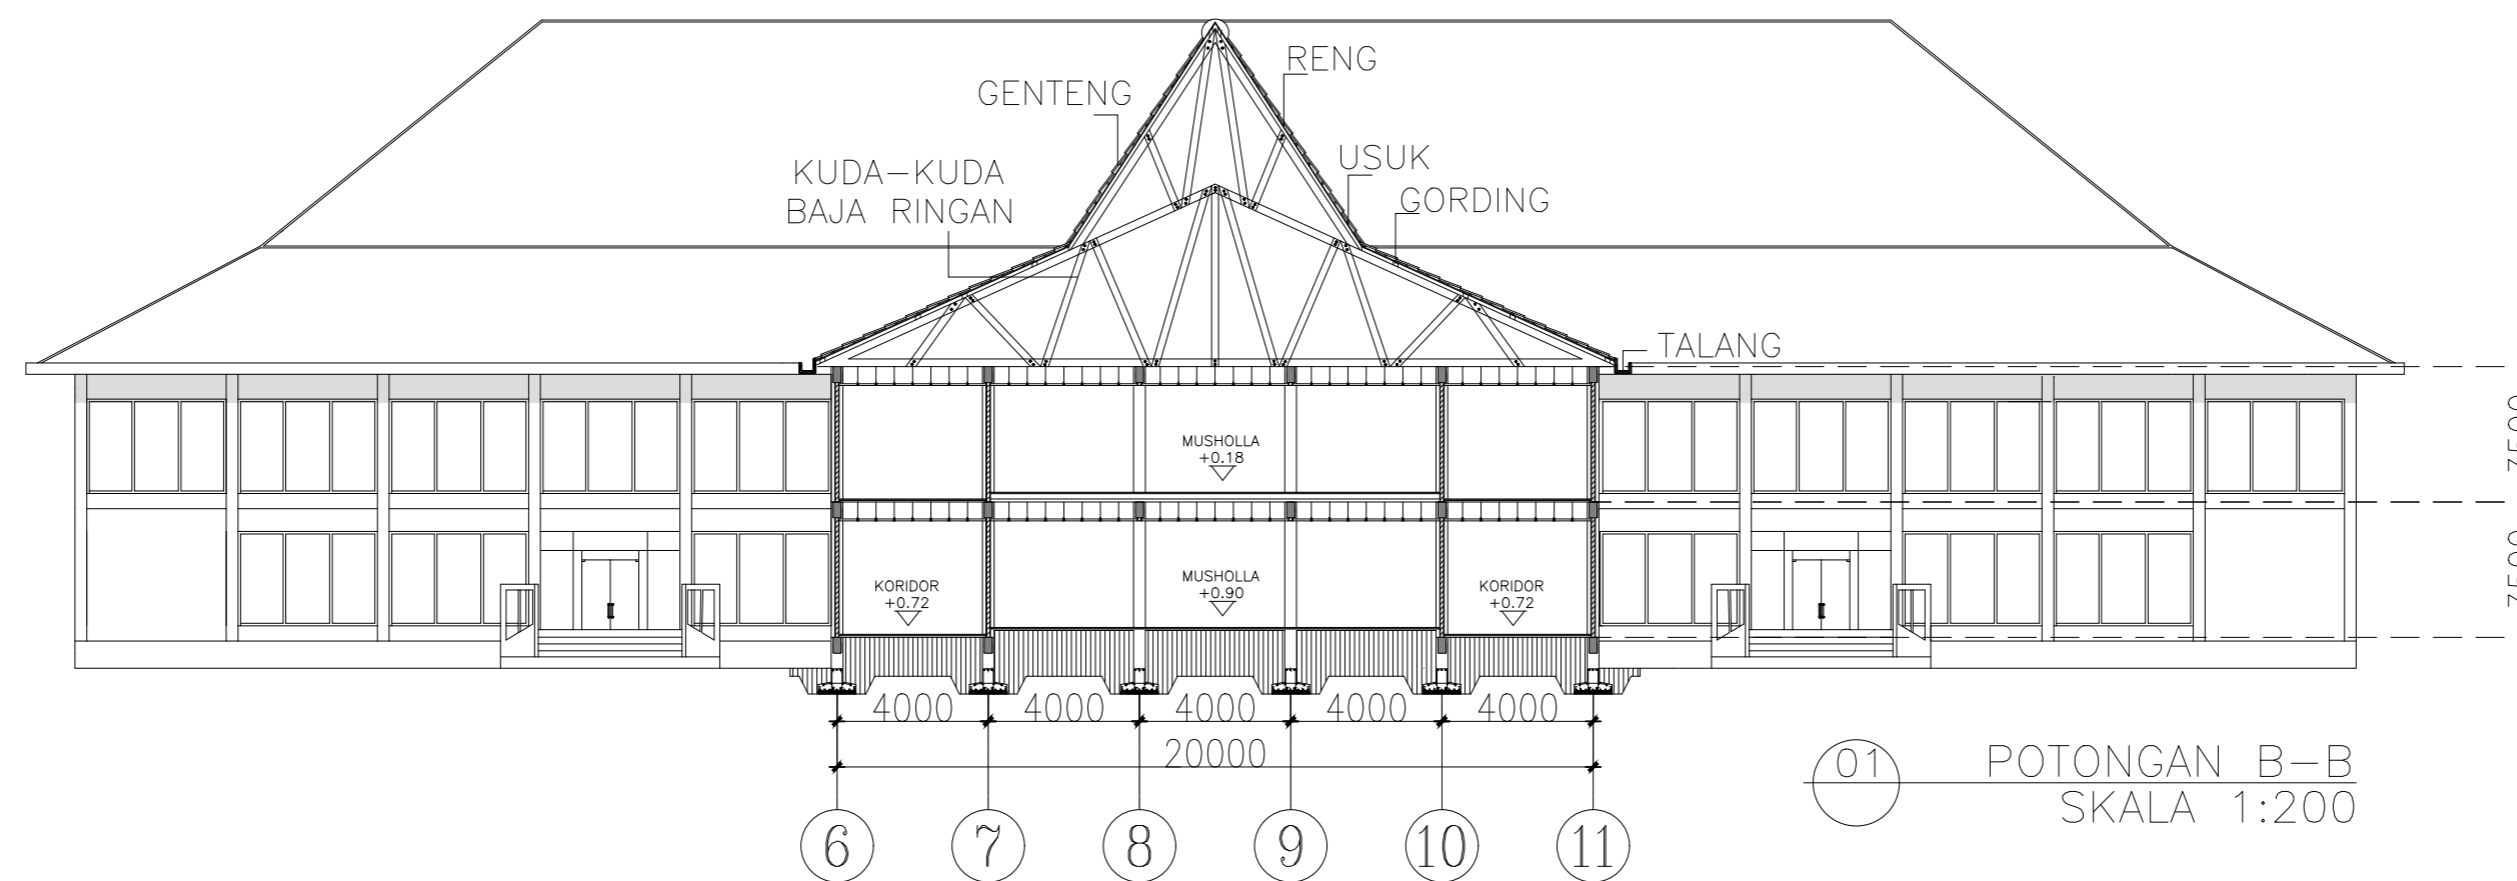 RENG
GENTENG
USUK
KUDA-KUDA
BAJA RINGAN
GORDING
TALANG
MUSHOLLA
+0.18
MUSHOLLA
+0.90
KORIDOR
+0.72
KORIDOR
+0.72
4000 4000 4000 4000 4000
20000
01 POTONGAN B-B
SKALA 1:200
6 7 8 9 10 11